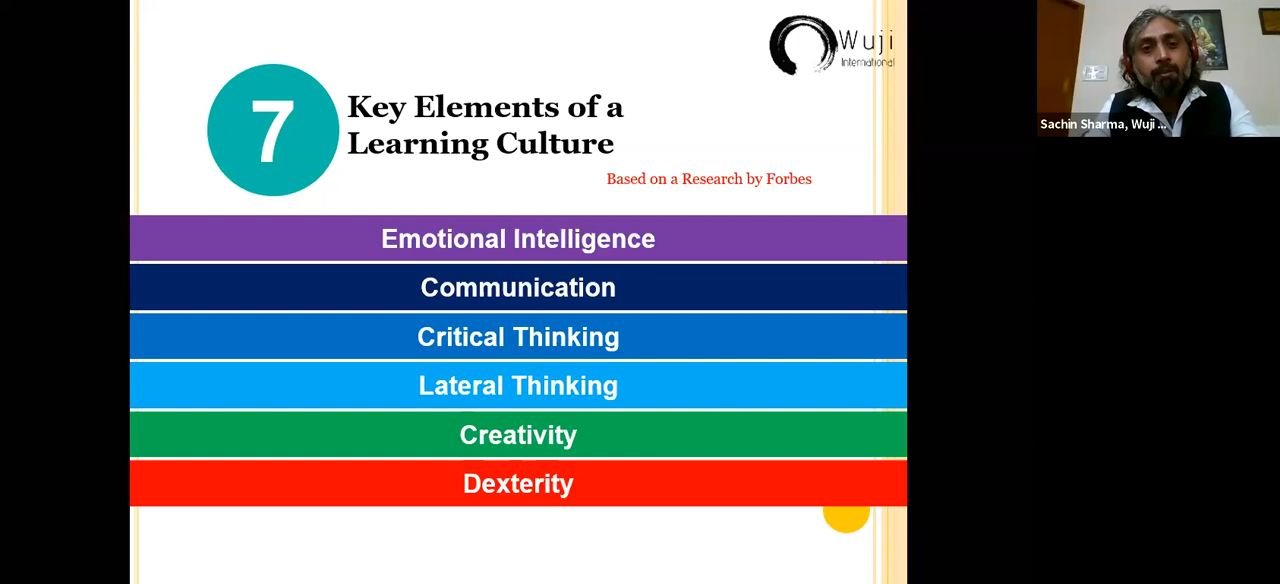 Wuji
International
7
Key Elements of a
Learning Culture
Based on a Research by Forbes
Emotional Intelligence
Communication
Critical Thinking
Lateral Thinking
Creativity
Dexterity
Sachin Sharma, Wuji ...